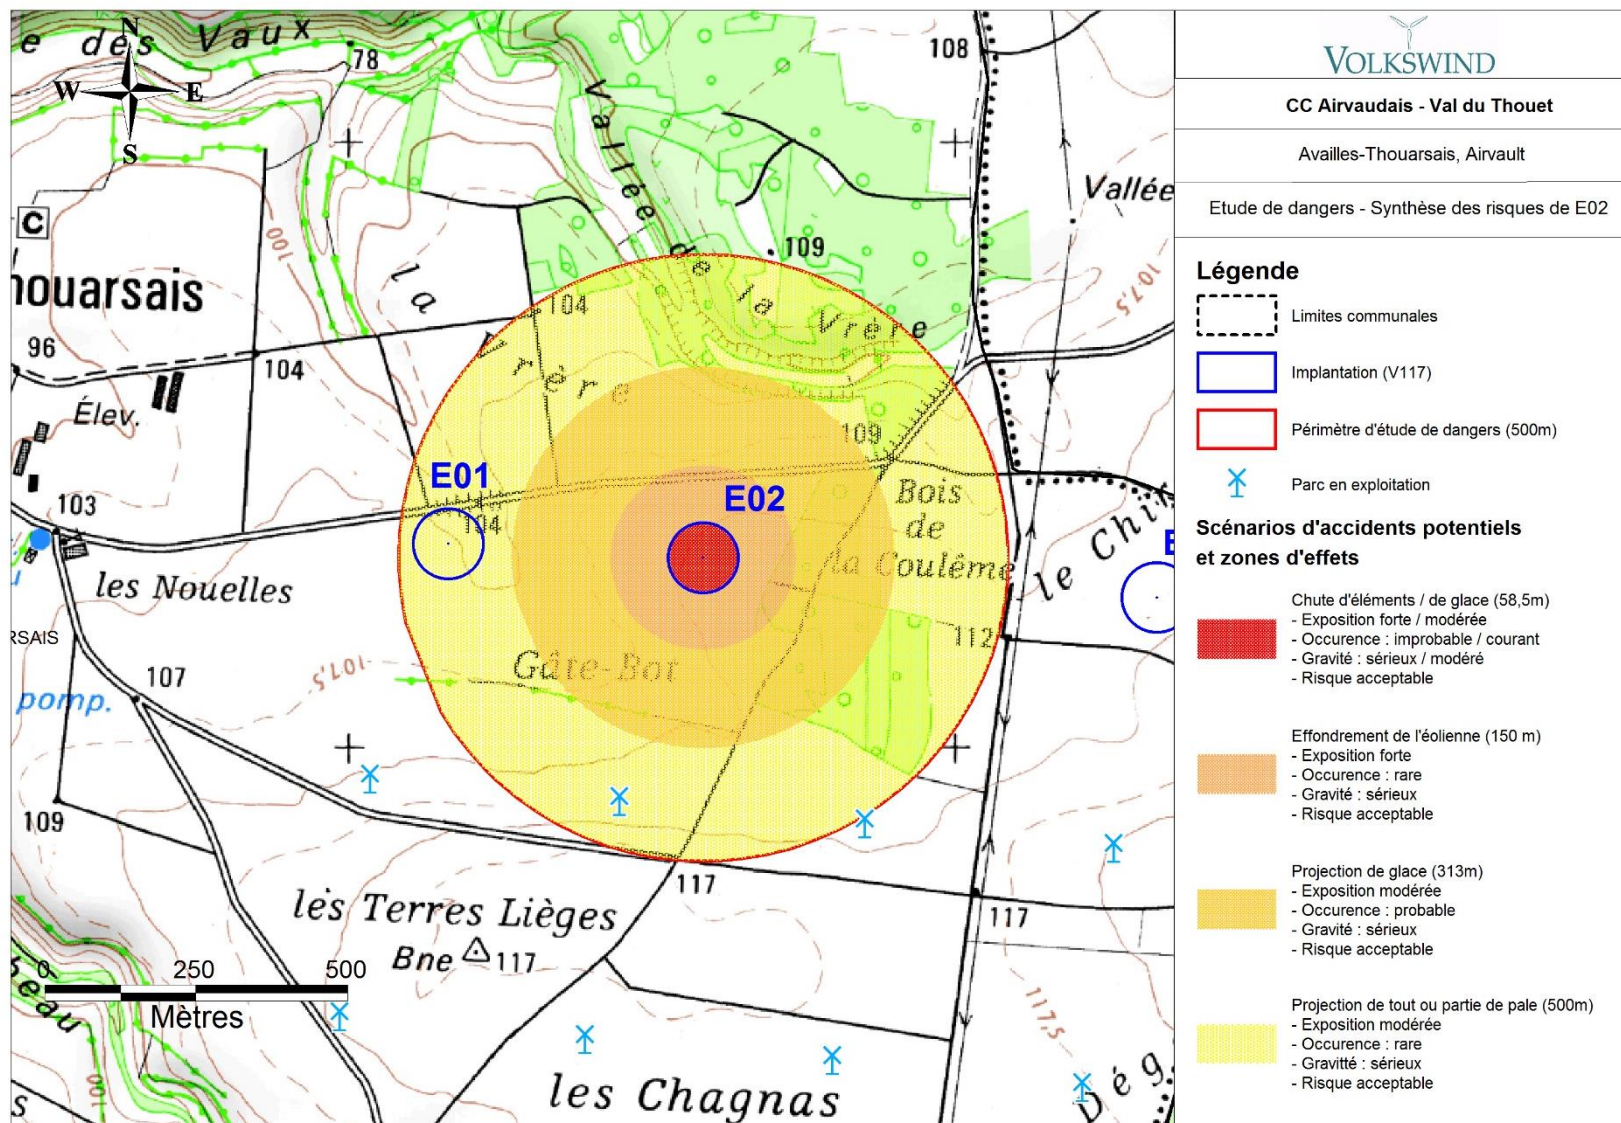 e des Vaux
N
W
E
S
78
108
Vallée de la Vrère
109
Vallée
C
houarsais
100
la Vrère
104
107,5
96
104
Élev.
109
E01
E02
104
103
Bois
de
la Coulême
le Chif
E
les Nouelles
RSAIS
u
112
Gâte-Bor
107,5
107
pomp.
109
117
117
les Terres Lièges
Bne 117
0 250 500
Mètres
beau
117,5
100
les Chagnas
Dég
s
VOLKSWIND
CC Airvaudais - Val du Thouet
Availles-Thouarsais, Airvault
Etude de dangers - Synthèse des risques de E02
Légende
Limites communales
Implantation (V117)
Périmètre d'étude de dangers (500m)
Parc en exploitation
Scénarios d'accidents potentiels
et zones d'effets
Chute d'éléments / de glace (58,5m)
- Exposition forte / modérée
- Occurence : improbable / courant
- Gravité : sérieux / modéré
- Risque acceptable
Effondrement de l'éolienne (150 m)
- Exposition forte
- Occurence : rare
- Gravité : sérieux
- Risque acceptable
Projection de glace (313m)
- Exposition modérée
- Occurence : probable
- Gravité : sérieux
- Risque acceptable
Projection de tout ou partie de pale (500m)
- Exposition modérée
- Occurence : rare
- Gravitté : sérieux
- Risque acceptable